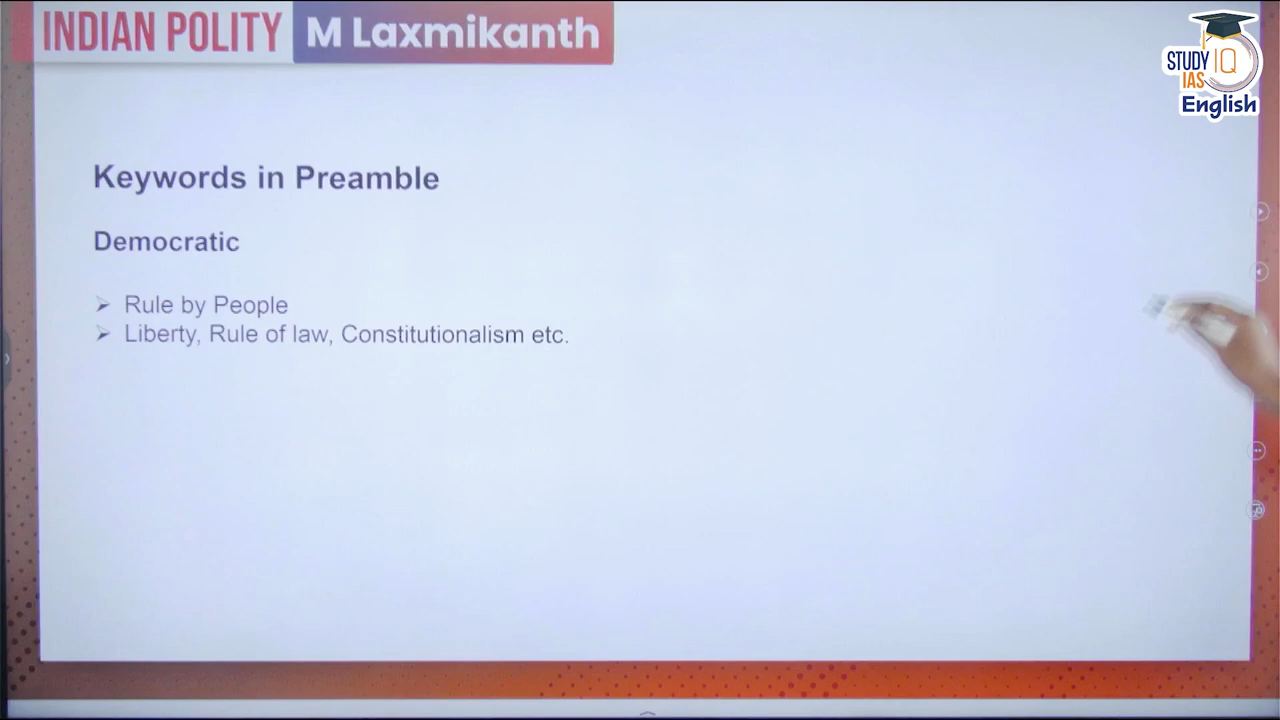 INDIAN POLITY M Laxmikanth
STUDY IQ
IAS
English
Keywords in Preamble
Democratic
➢ Rule by People
➢ Liberty, Rule of law, Constitutionalism etc.